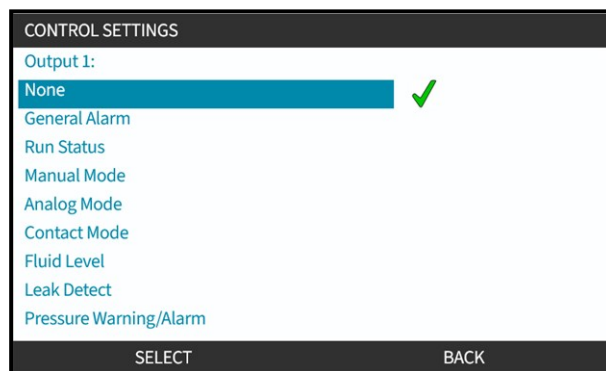 CONTROL SETTINGS
Output 1:
None
General Alarm
Run Status
Manual Mode
Analog Mode
Contact Mode
Fluid Level
Leak Detect
Pressure Warning/Alarm
SELECT BACK